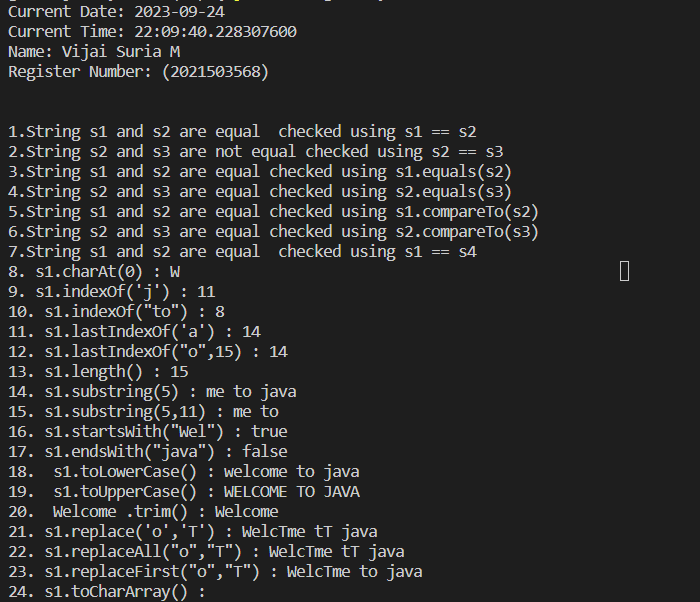 Current Date: 2023-09-24
Current Time: 22:09:40.228307600
Name: Vijai Suria M
Register Number: (2021503568)
1.String s1 and s2 are equal  checked using s1 == s2
2.String s2 and s3 are not equal checked using s2 == s3
3.String s1 and s2 are equal checked using s1.equals(s2)
4.String s2 and s3 are equal checked using s2.equals(s3)
5.String s1 and s2 are equal checked using s1.compareTo(s2)
6.String s2 and s3 are equal checked using s2.compareTo(s3)
7.String s1 and s2 are equal  checked using s1 == s4
8. s1.charAt(0) : W
9. s1.indexOf('j') : 11
10. s1.indexOf("to") : 8
11. s1.lastIndexOf('a') : 14
12. s1.lastIndexOf("o",15) : 14
13. s1.length() : 15
14. s1.substring(5) : me to java
15. s1.substring(5,11) : me to
16. s1.startsWith("Wel") : true
17. s1.endsWith("java") : false
18.  s1.toLowerCase() : welcome to java
19.  s1.toUpperCase() : WELCOME TO JAVA
20.  Welcome .trim() : Welcome
21. s1.replace('o','T') : WelcTme tT java
22. s1.replaceAll("o","T") : WelcTme tT java
23. s1.replaceFirst("o","T") : WelcTme to java
24. s1.toCharArray() :